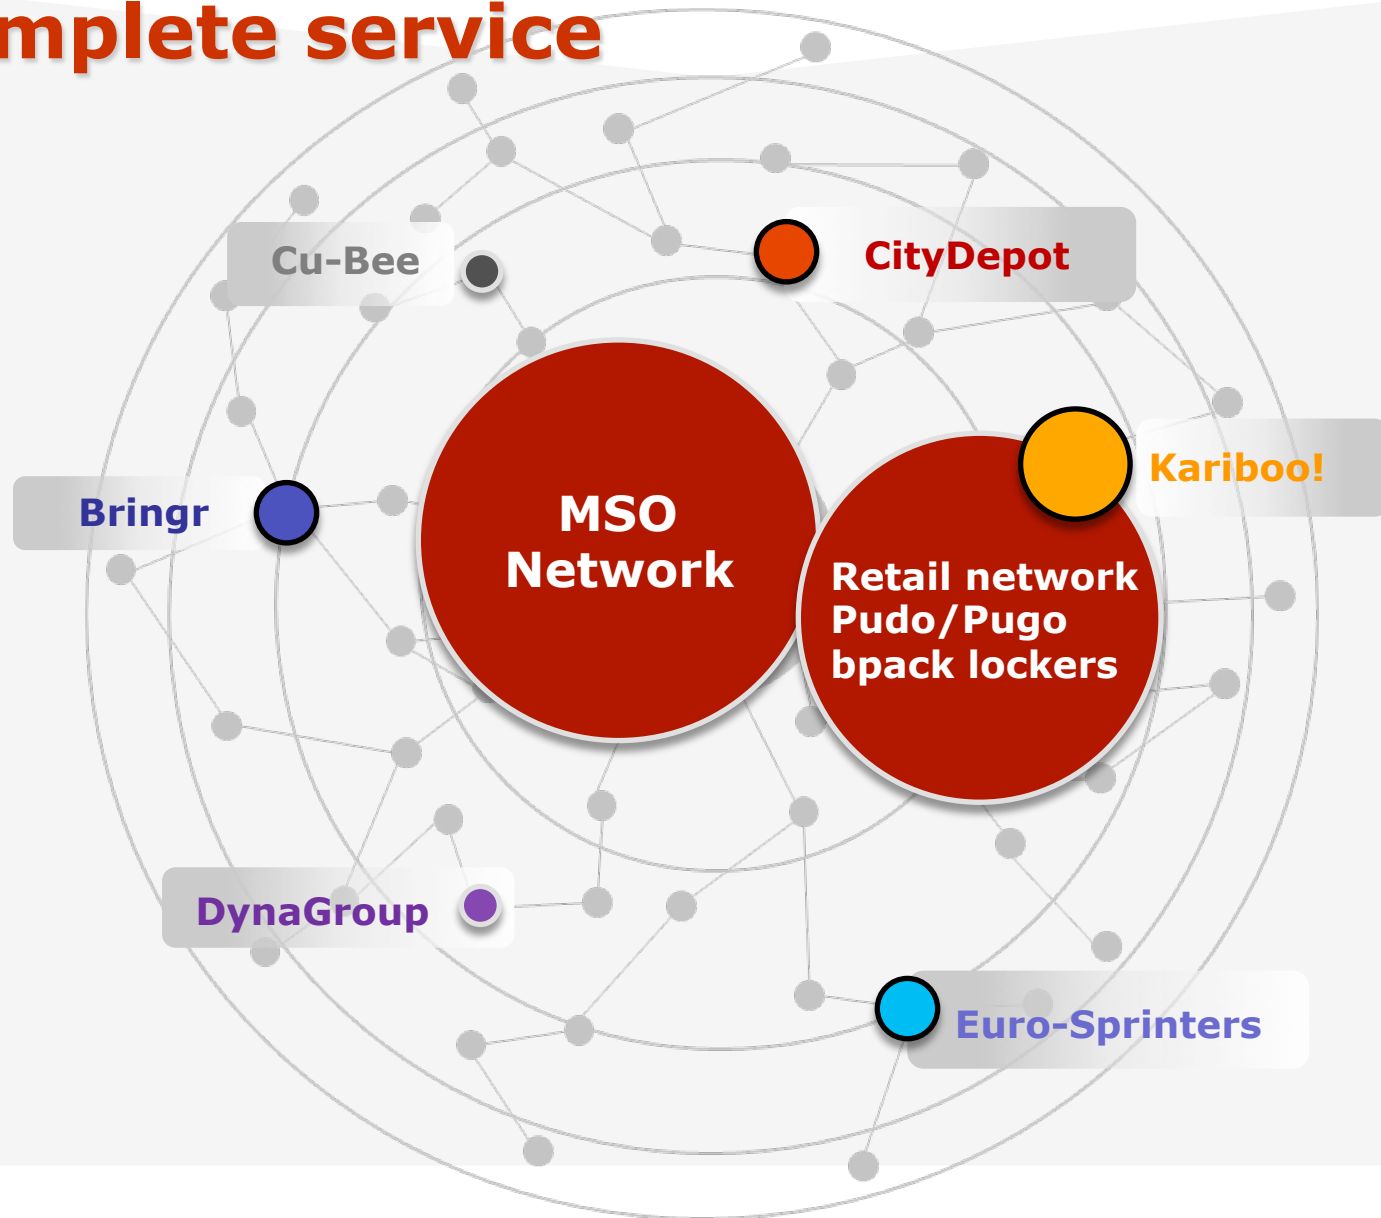 mplete service
Cu-Bee
CityDepot
Kariboo!
Bringr
MSO
Network
Retail network
Pudo/Pugo
bpack lockers
DynaGroup
Euro-Sprinters